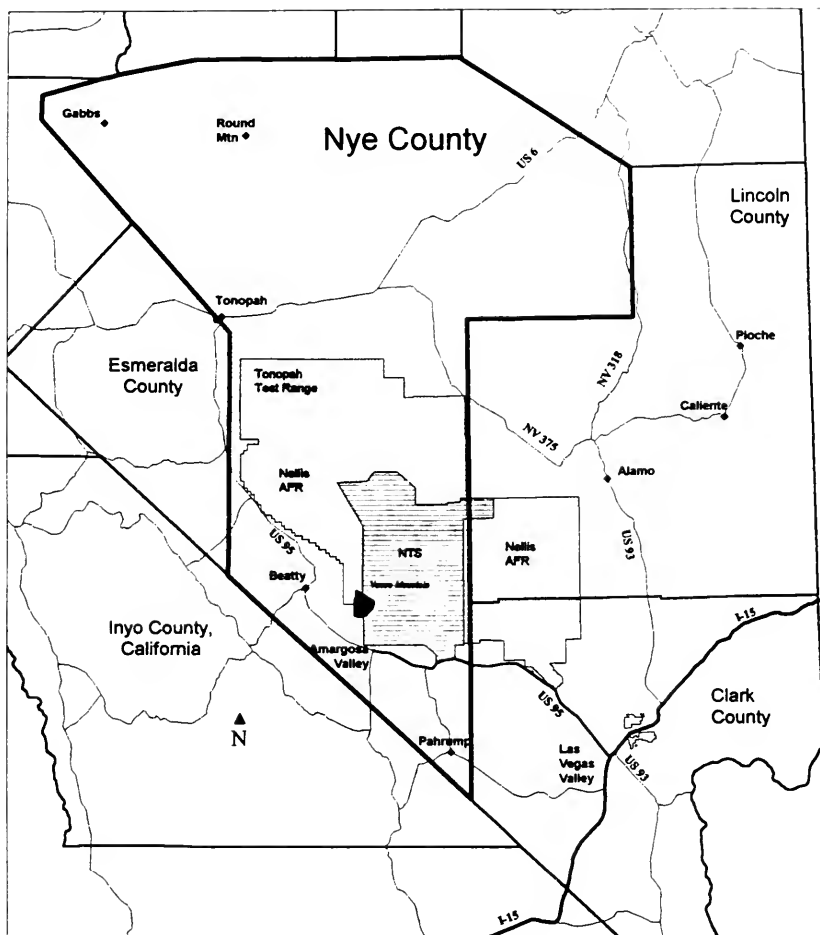 Gabbs
Round
Mtn
Nye County
US 6
Lincoln
County
Tonopah
Pioche
Esmeralda
County
Tonopah
Test Range
NV 318
Caliente
NV 375
Nellis
AFR
Alamo
US 95
NTS
Nellis
AFR
US 93
Beatty
Yucca Mountain
I-15
Inyo County,
California
Amargosa
Valley
Clark
County
N
US 95
Pahrump
Las
Vegas
Valley
US 93
I-15